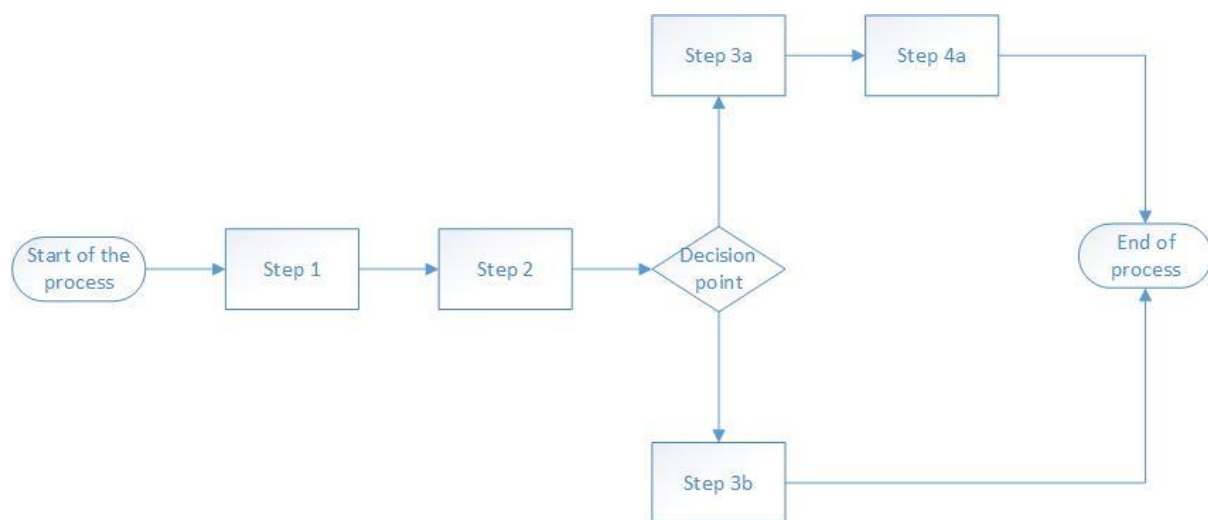 Step 3a
Step 4a
Start of the
process
Step 1
Step 2
Decision
point
End of
process
Step 3b